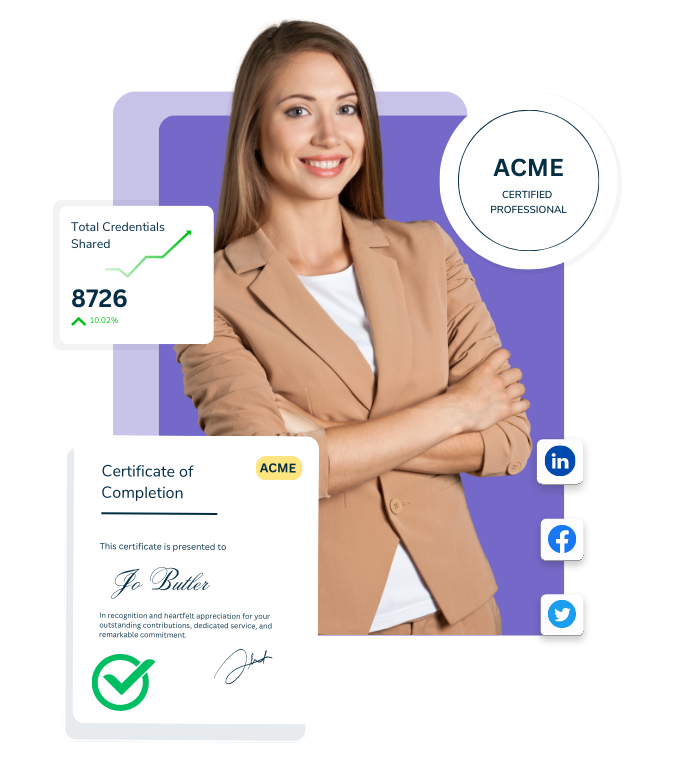 ACME
CERTIFIED
PROFESSIONAL
Total Credentials
Shared
8726
10.02%
Certificate of
Completion
ACME
This certificate is presented to
Jo Butler
In recognition and heartfelt appreciation for your
outstanding contributions, dedicated service, and
remarkable commitment.
in